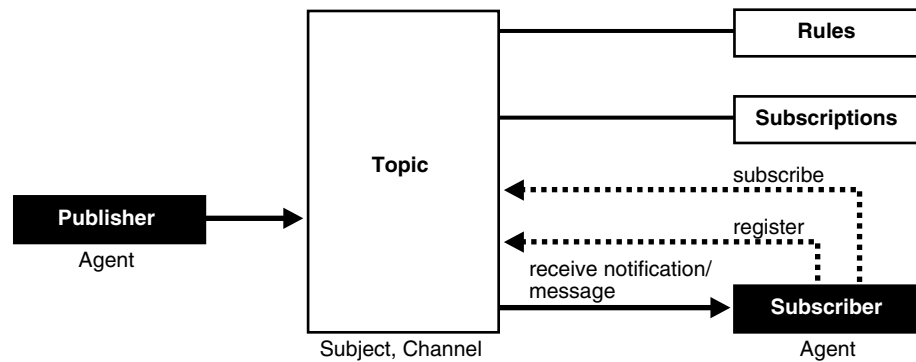 Rules
Subscriptions
Topic
subscribe
Publisher
register
Agent
receive notification/
message
Subscriber
Subject, Channel
Agent